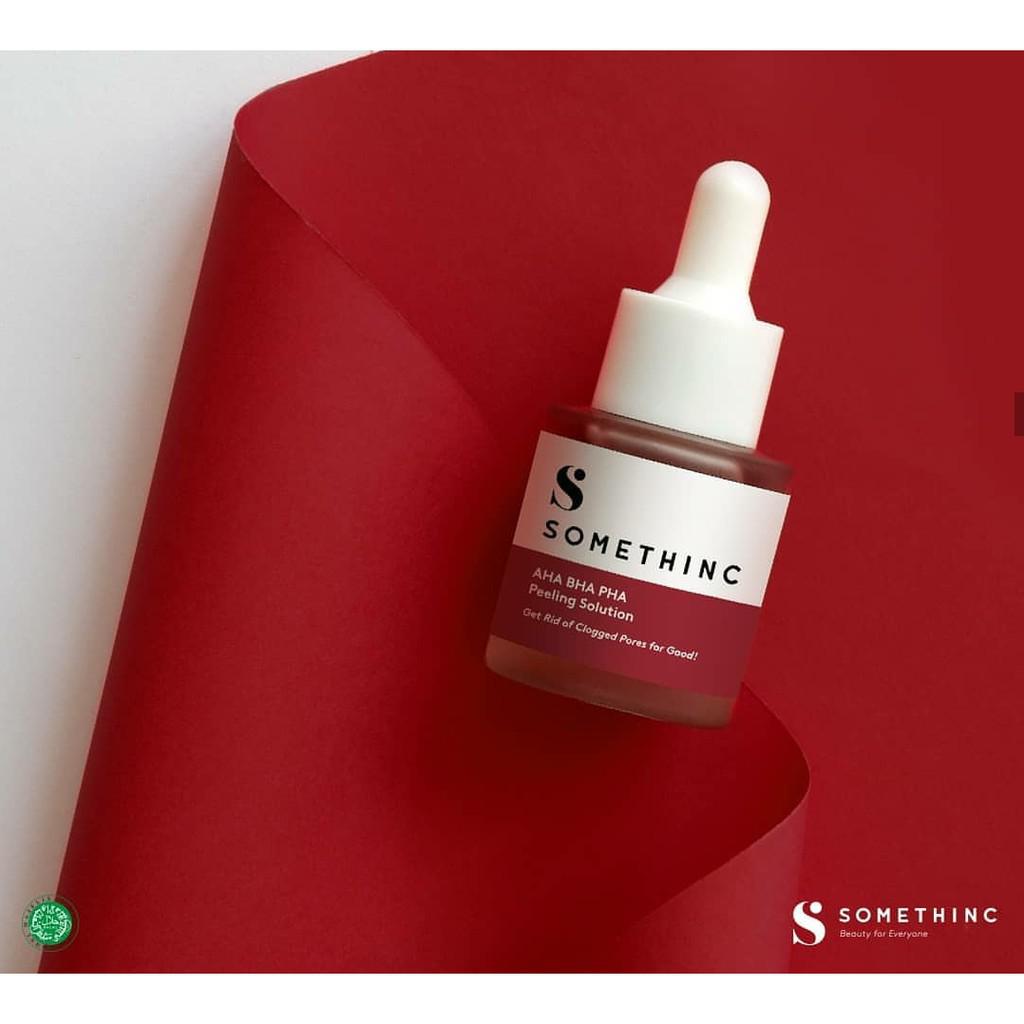 S
SOMETHINC
AHA BHA PHA
Peeling Solution
Get Rid of Clogged Pores for Good!
S SOMETHINC
Beauty for Everyone